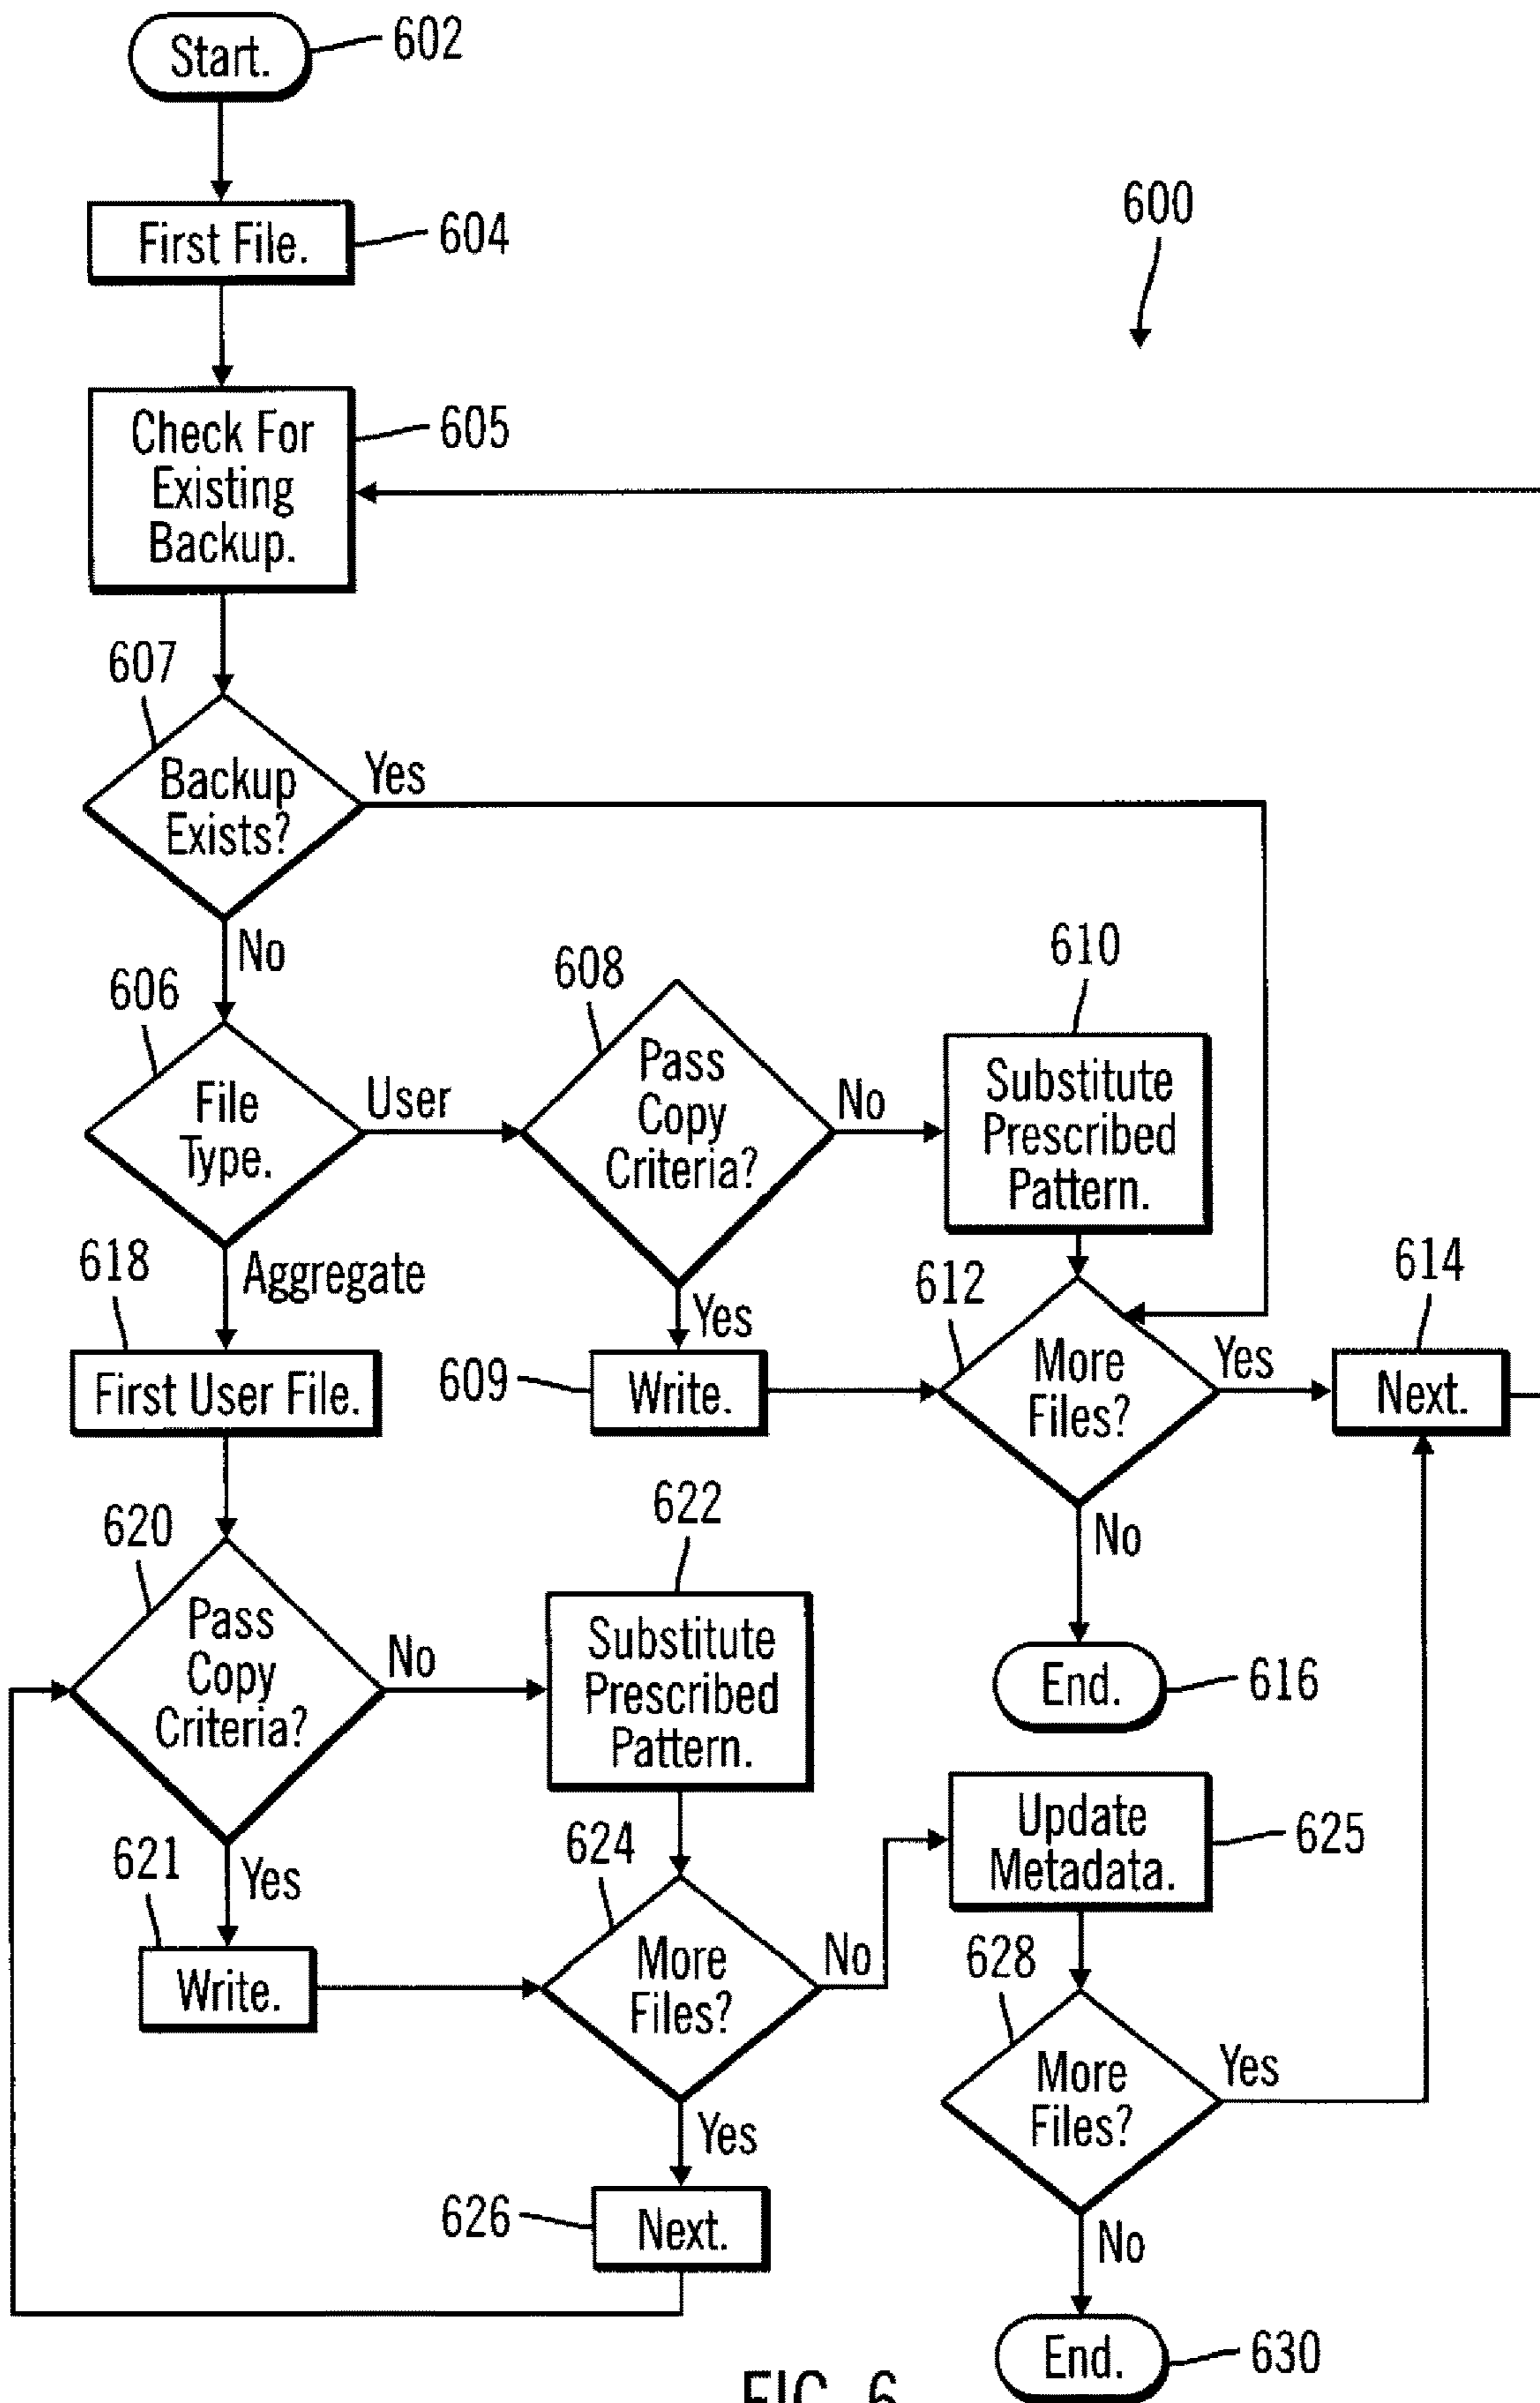 Start.
602
First File.
604
600
Check For
Existing
Backup.
605
607
Backup
Exists?
Yes
No
606
File
Type.
User
Aggregate
608
Pass
Copy
Criteria?
No
Yes
610
Substitute
Prescribed
Pattern.
609
Write.
612
More
Files?
Yes
No
614
Next.
End.
616
618
First User File.
620
Pass
Copy
Criteria?
No
Yes
622
Substitute
Prescribed
Pattern.
621
Write.
624
More
Files?
No
Yes
Update
Metadata.
625
626
Next.
628
More
Files?
Yes
No
End.
630
FIG. 6